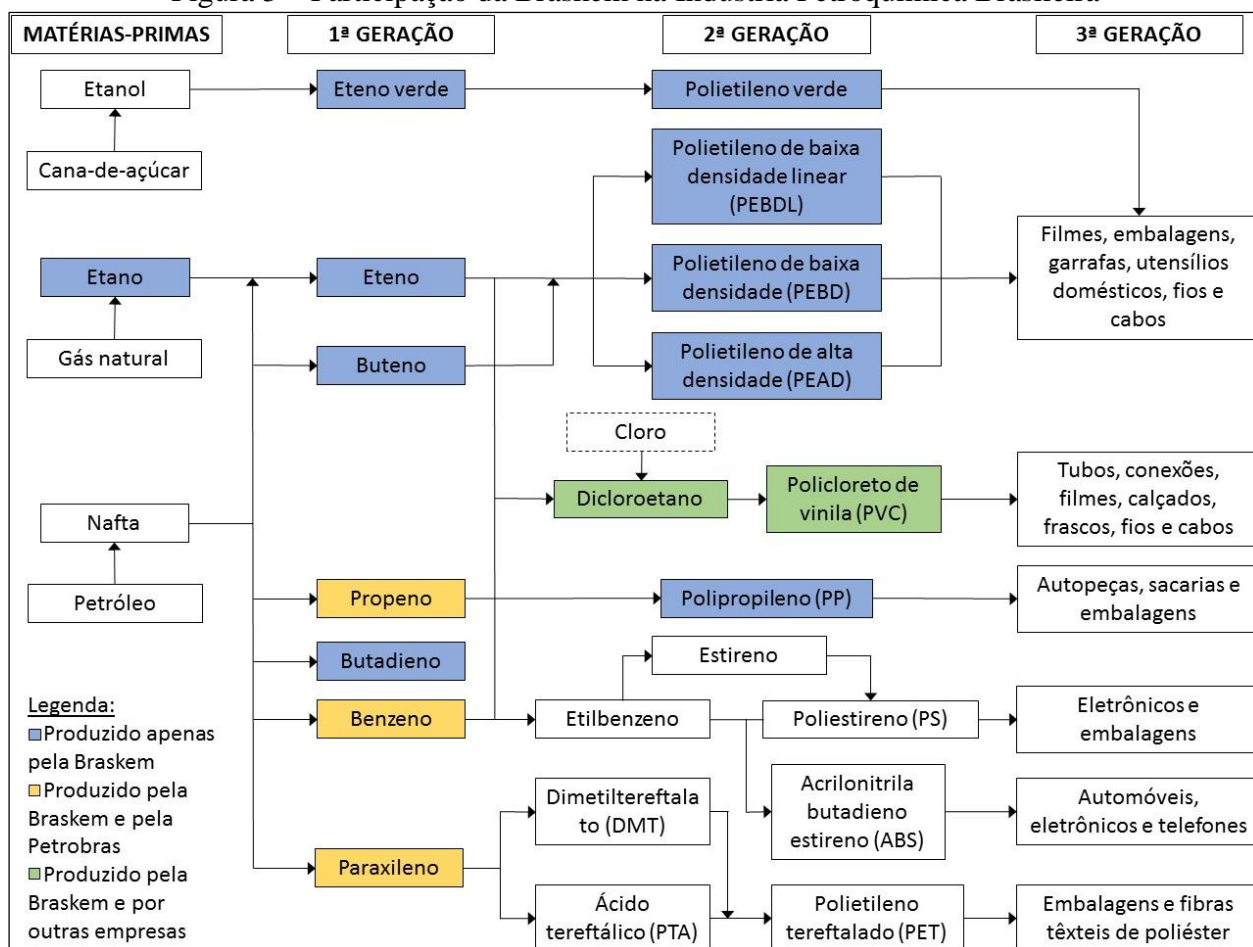 Figura 3 – Participação da Braskem na Indústria Petroquímica Brasileira
MATÉRIAS-PRIMAS
1ª GERAÇÃO
2ª GERAÇÃO
3ª GERAÇÃO
Etanol
Eteno verde
Polietileno verde
Cana-de-açúcar
Polietileno de baixa
densidade linear
(PEBDL)
Filmes, embalagens,
garrafas, utensílios
domésticos, fios e
cabos
Etano
Eteno
Polietileno de baixa
densidade (PEBD)
Gás natural
Buteno
Polietileno de alta
densidade (PEAD)
Cloro
Dicloroetano
Policloreto de
vinila (PVC)
Tubos, conexões,
filmes, calçados,
frascos, fios e cabos
Nafta
Petróleo
Propeno
Polipropileno (PP)
Autopeças, sacarias e
embalagens
Butadieno
Estireno
Benzeno
Etilbenzeno
Poliestireno (PS)
Eletrônicos e
embalagens
Dimetiltereftala
to (DMT)
Acrilonitrila
butadieno
estireno (ABS)
Automóveis,
eletrônicos e telefones
Paraxileno
Ácido
tereftálico (PTA)
Polietileno
tereftalado (PET)
Embalagens e fibras
têxteis de poliéster
Legenda:
Produzido apenas
pela Braskem
Produzido pela
Braskem e pela
Petrobras
Produzido pela
Braskem e por
outras empresas